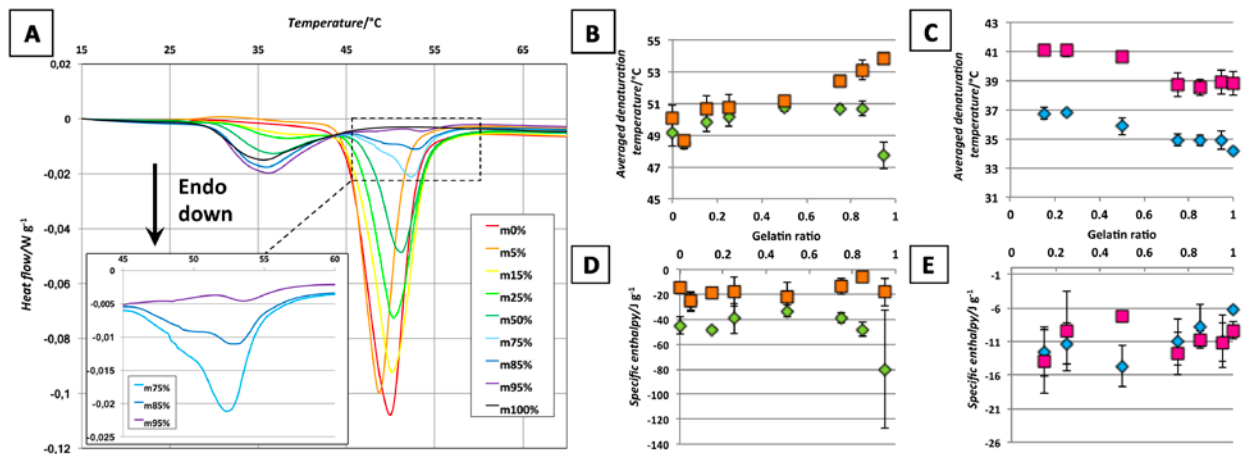 A
Temperature/°C
15 25 35 45 55 65
0,02
0
-0,02
-0,04
-0,06
-0,08
-0,1
-0,12
Heat flow/W g⁻¹
Endo
down
m0%
m5%
m15%
m25%
m50%
m75%
m85%
m95%
m100%
45 50 55 60
0
-0,005
-0,01
-0,015
-0,02
-0,025
m75%
m85%
m95%
B
Averaged denaturation
temperature/°C
55
53
51
49
47
45
0 0.2 0.4 0.6 0.8 1
Gelatin ratio
C
Averaged denaturation
temperature/°C
43
41
39
37
35
33
31
0 0.2 0.4 0.6 0.8 1
Gelatin ratio
D
Specific enthalpy/J g⁻¹
0 0.2 0.4 0.6 0.8 1
0
-20
-40
-60
-80
-100
-120
-140
E
Specific enthalpy/J g⁻¹
0 0.2 0.4 0.6 0.8 1
-1
-6
-11
-16
-21
-26